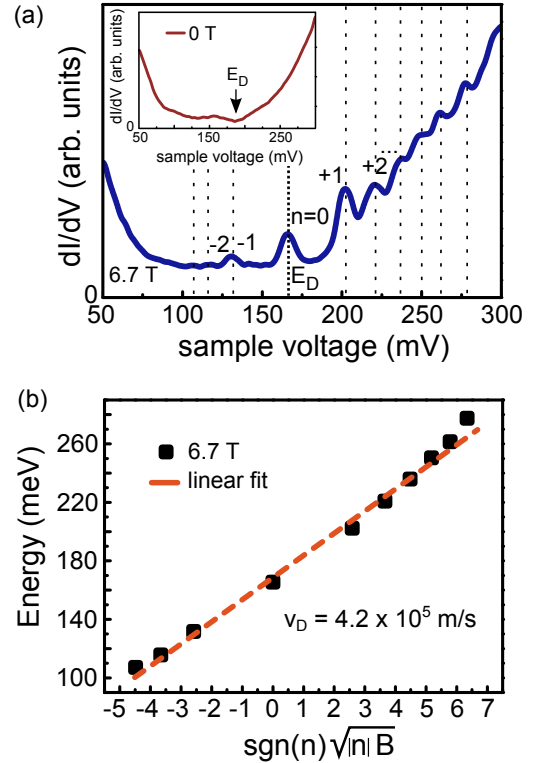 (a)
dI/dV (arb. units)
0 T
E_D
50
150
250
sample voltage (mV)
0
dI/dV (arb. units)
+1
+2
n=0
-2
-1
6.7 T
E_D
0
50
100
150
200
250
300
sample voltage (mV)
(b)
Energy (meV)
260
220
180
140
100
6.7 T
linear fit
v_D = 4.2 x 10^5 m/s
-5 -4 -3 -2 -1 0 1 2 3 4 5 6 7
sgn(n) √|n| B